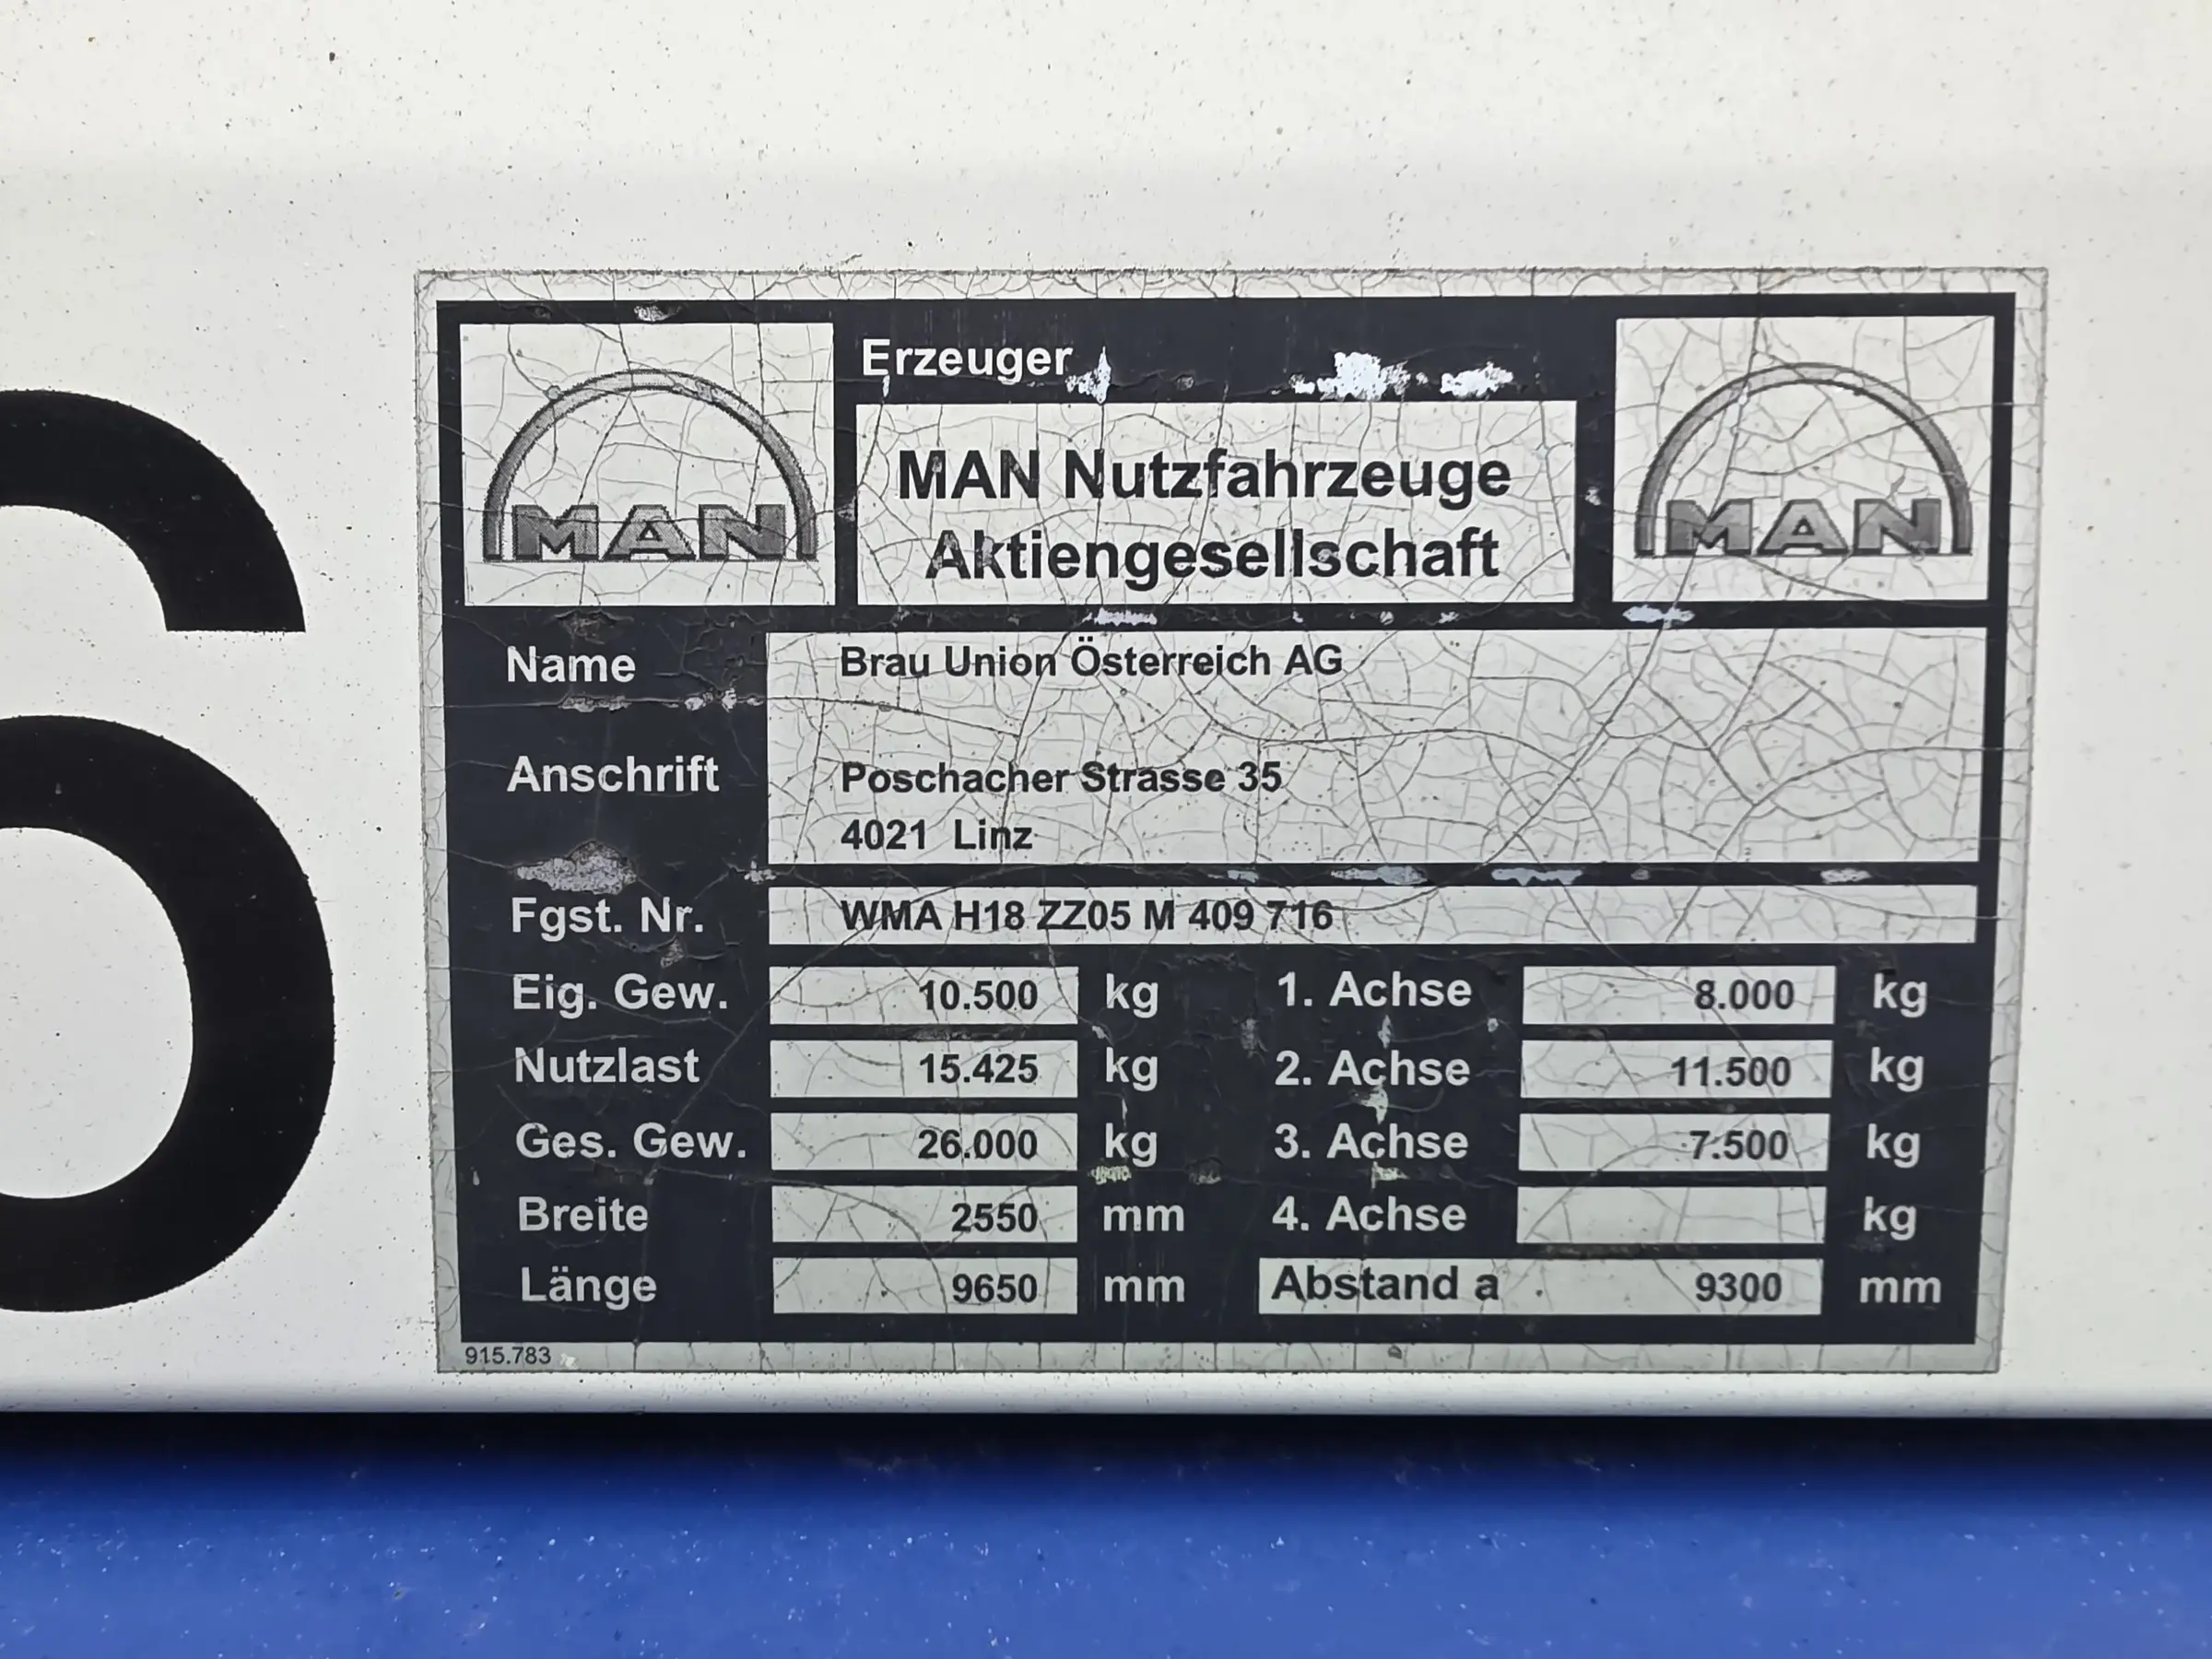 6
MAN
Erzeuger
MAN Nutzfahrzeuge
Aktiengesellschaft
MAN
Name Brau Union Österreich AG
Anschrift Poschacher Strasse 35
4021 Linz
Fgst. Nr. WMA H18 ZZ05 M 409 716
Eig. Gew. 10.500 kg 1. Achse 8.000 kg
Nutzlast 15.425 kg 2. Achse 11.500 kg
Ges. Gew. 26.000 kg 3. Achse 7.500 kg
Breite 2550 mm 4. Achse kg
Länge 9650 mm Abstand a 9300 mm
915.783